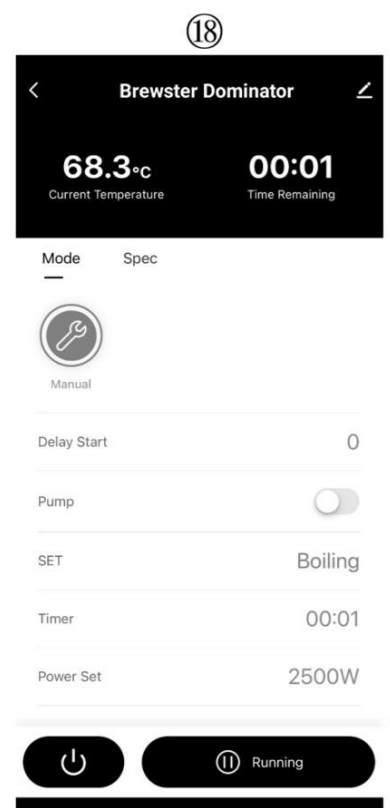 ⑱
Brewster Dominator
68.3°C 00:01
Current Temperature Time Remaining
Mode Spec
Manual
Delay Start 0
Pump
SET Boiling
Timer 00:01
Power Set 2500W
Running